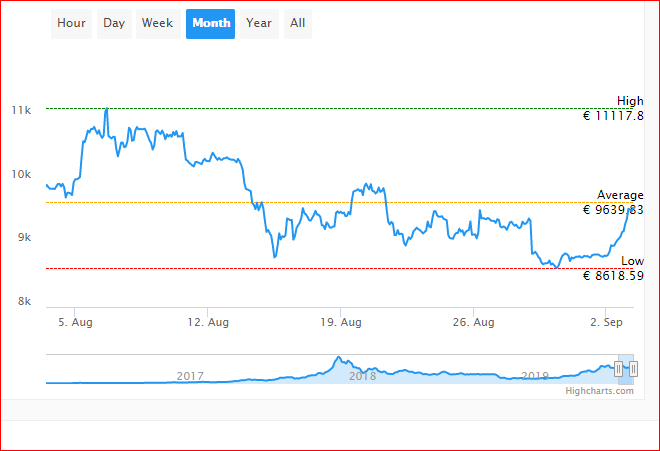 Hour Day Week Month Year All
High
11k
€ 11117.8
10k
Average
€ 9639.83
9k
Low
€ 8618.59
8k
5. Aug 12. Aug 19. Aug 26. Aug 2. Sep
2017 2018 2019
Highcharts.com